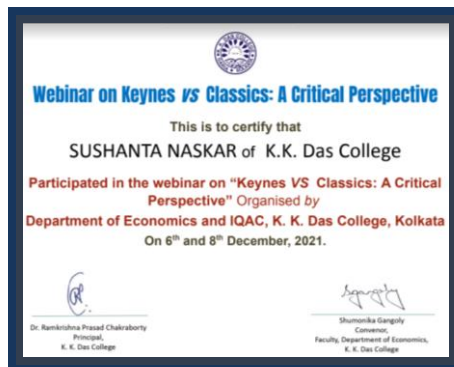 Webinar on Keynes vs Classics: A Critical Perspective
This is to certify that
SUSHANTA NASKAR of K.K. Das College
Participated in the webinar on “Keynes VS Classics: A Critical
Perspective” Organised by
Department of Economics and IQAC, K. K. Das College, Kolkata
On 6th and 8th December, 2021.
Dr. Ramkrishna Prasad Chakraborty
Principal,
K. K. Das College
Shumonika Gangoly
Convenor,
Faculty, Department of Economics,
K. K. Das College